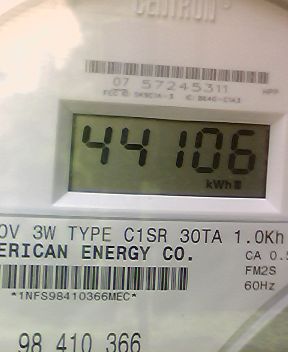 CENTRON®
07 57245311
44106
kWh
0V 3W TYPE C1SR 30TA 1.0Kh
ERICAN ENERGY CO.
CA 0.5
FM2S
*1NFS98410366MEC*
60Hz
98 410 366